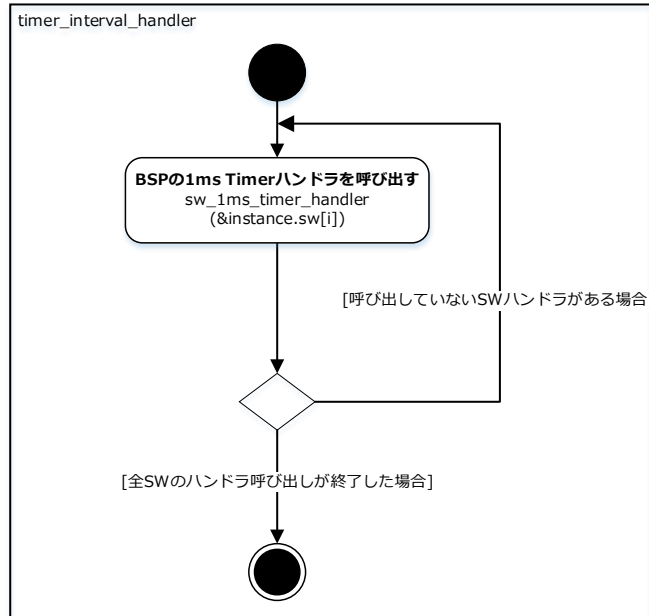 timer_interval_handler
BSPの1ms Timerハンドラを呼び出す
sw_1ms_timer_handler
(&instance.sw[i])
[呼び出していないSWハンドラがある場合
[全SWのハンドラ呼び出しが終了した場合]